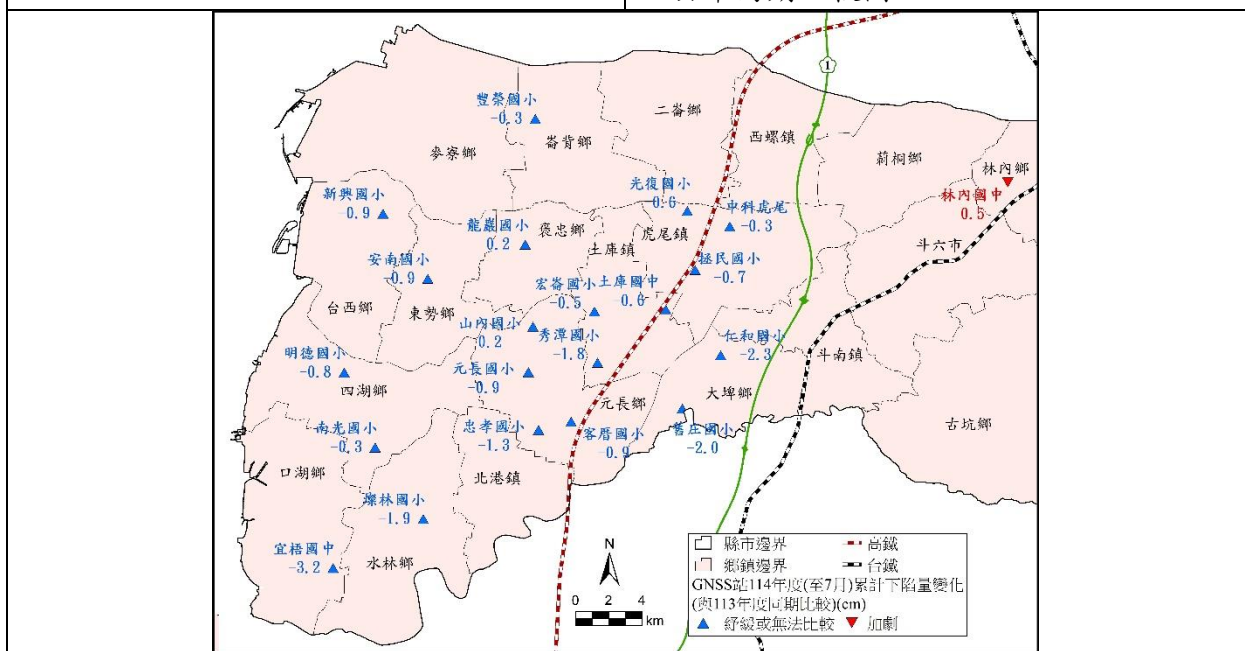 1
二崙鄉
豐榮國小
-0.3
崙背鄉
西螺鎮
麥寮鄉
莿桐鄉
林內鄉
林內國中
0.5
光復國小
0.6
新興國小
-0.9
中科虎尾
-0.3
龍巖國小
0.2
褒忠鄉
虎尾鎮
土庫鎮
斗六市
安南國小
-0.9
拯民國小
-0.7
宏崙國小
-0.5
土庫國中
-0.6
台西鄉
東勢鄉
山內國小
0.2
秀潭國小
-1.8
仁和國小
-2.3
斗南鎮
明德國小
-0.8
四湖鄉
元長國小
-0.9
元長鄉
大埤鄉
古坑鄉
南光國小
-0.3
忠孝國小
-1.3
客厝國小
-0.9
舊庄國小
-2.0
口湖鄉
北港鎮
-1.9
宜梧國中
-3.2
水林鄉
N
0 2 4
km
縣市邊界
高鐵
鄉鎮邊界
台鐵
GNSS站114年度(至7月)累計下陷量變化
(與113年度同期比較)(cm)
紓緩或無法比較
加劇